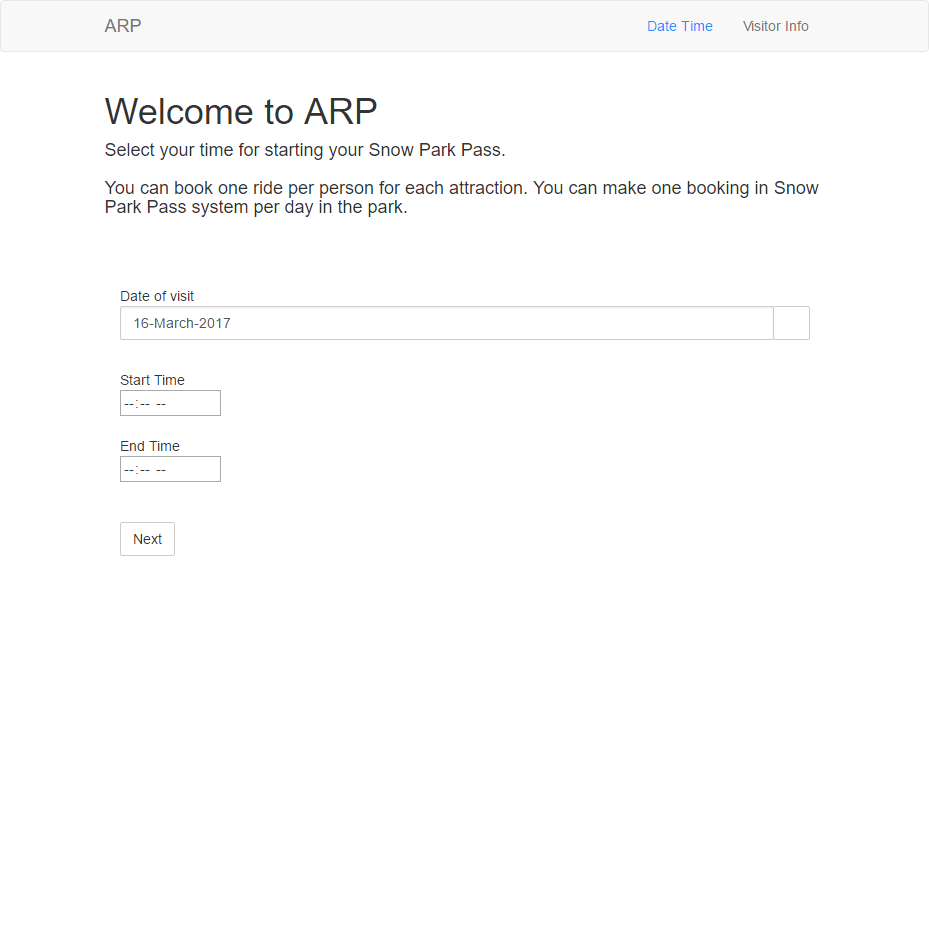 ARP
Date Time
Visitor Info
Welcome to ARP
Select your time for starting your Snow Park Pass.
You can book one ride per person for each attraction. You can make one booking in Snow
Park Pass system per day in the park.
Date of visit
16-March-2017
Start Time
--:-- --
End Time
--:-- --
Next